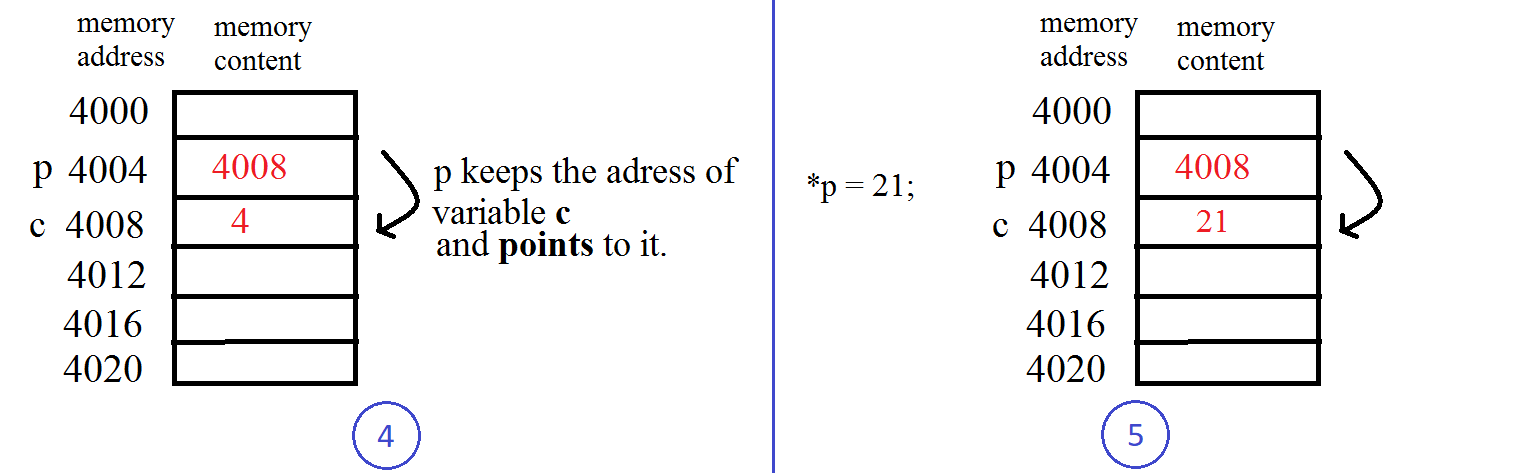 memory address
memory content
4000
p 4004 4008
c 4008 4
4012
4016
4020
p keeps the adress of
variable c
and points to it.
4
*p = 21;
memory address
memory content
4000
p 4004 4008
c 4008 21
4012
4016
4020
5